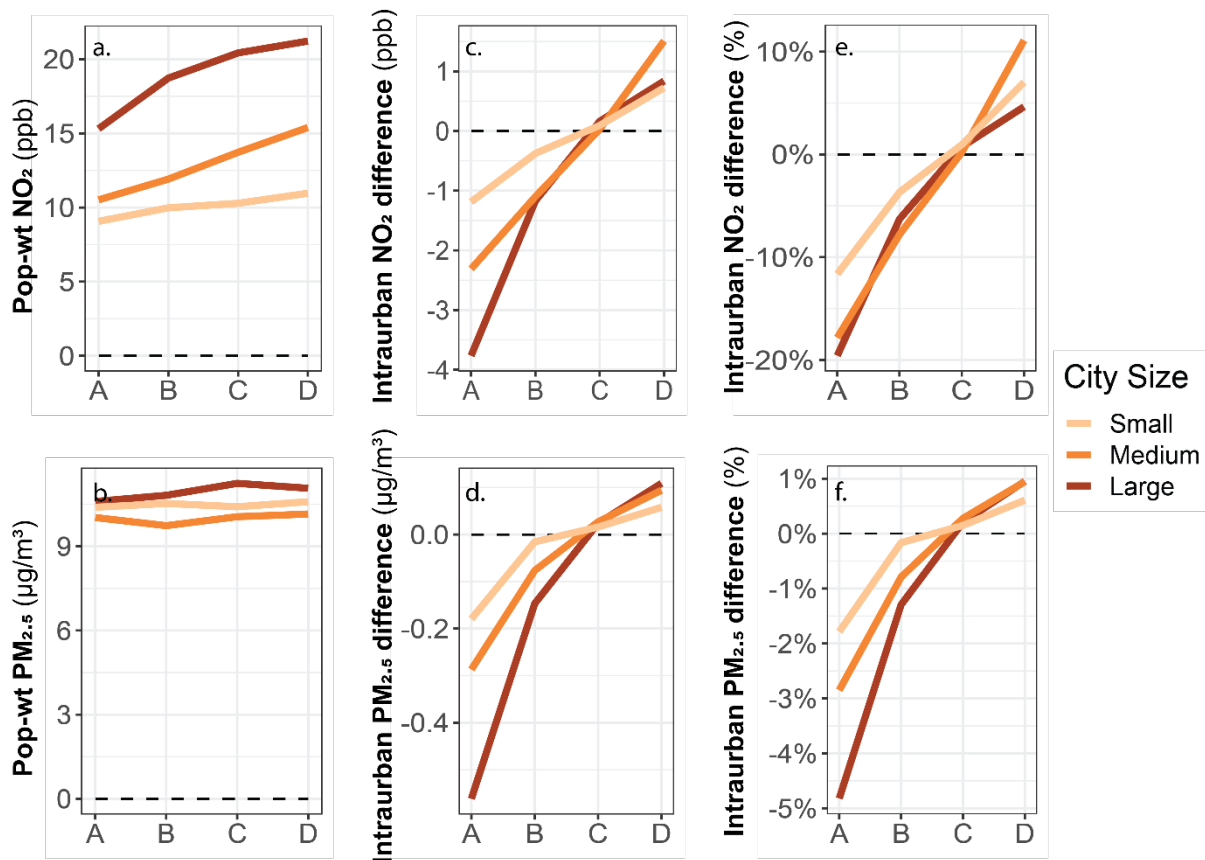 a.
Pop-wt NO₂ (ppb)
20
15
10
5
0
A B C D
c.
Intraurban NO₂ difference (ppb)
1
0
-1
-2
-3
-4
A B C D
e.
Intraurban NO₂ difference (%)
10%
0%
-10%
-20%
A B C D
b.
Pop-wt PM₂.₅ (µg/m³)
9
6
3
0
A B C D
d.
Intraurban PM₂.₅ difference (µg/m³)
0.0
-0.2
-0.4
A B C D
f.
Intraurban PM₂.₅ difference (%)
1%
0%
-1%
-2%
-3%
-4%
-5%
A B C D
City Size
Small
Medium
Large